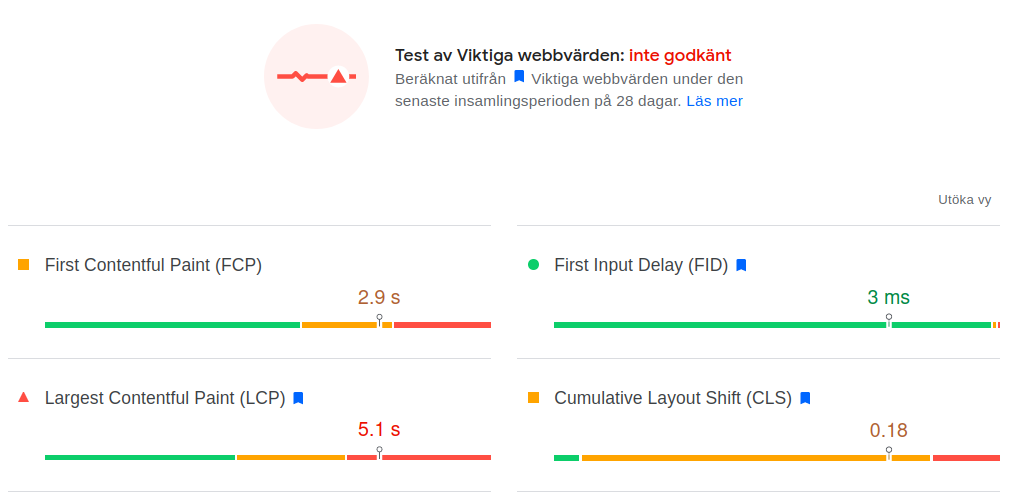 Test av Viktiga webbvärden: inte godkänt
Beräknat utifrån Viktiga webbvärden under den
senaste insamlingsperioden på 28 dagar. Läs mer
Utöka vy
First Contentful Paint (FCP)
2.9 s
First Input Delay (FID)
3 ms
Largest Contentful Paint (LCP)
5.1 s
Cumulative Layout Shift (CLS)
0.18